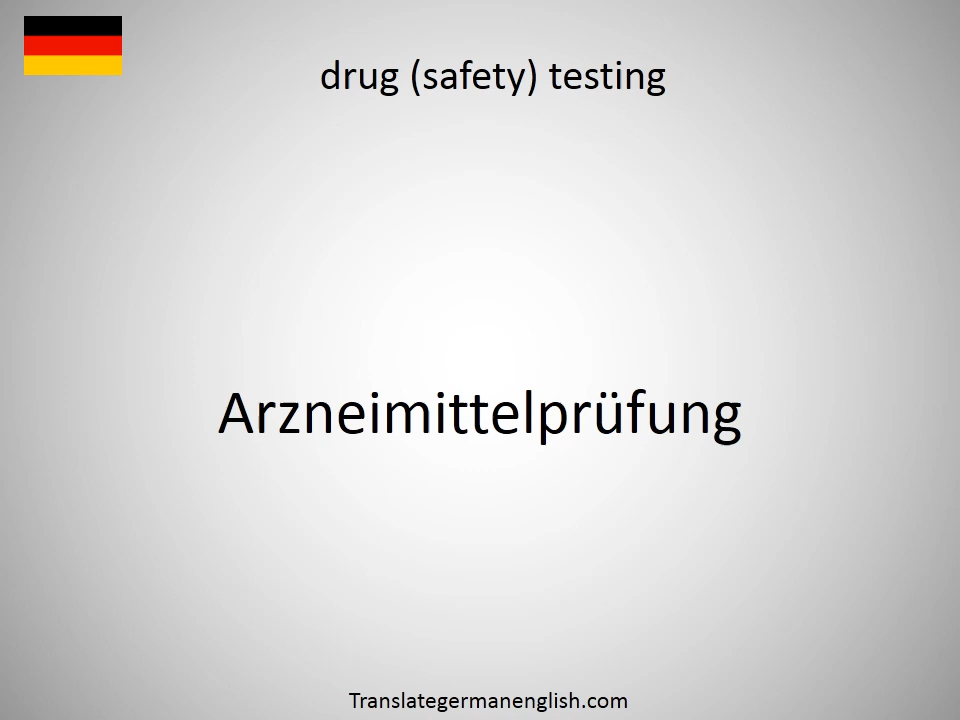 drug (safety) testing
Arzneimittelprüfung
Translategermanenglish.com